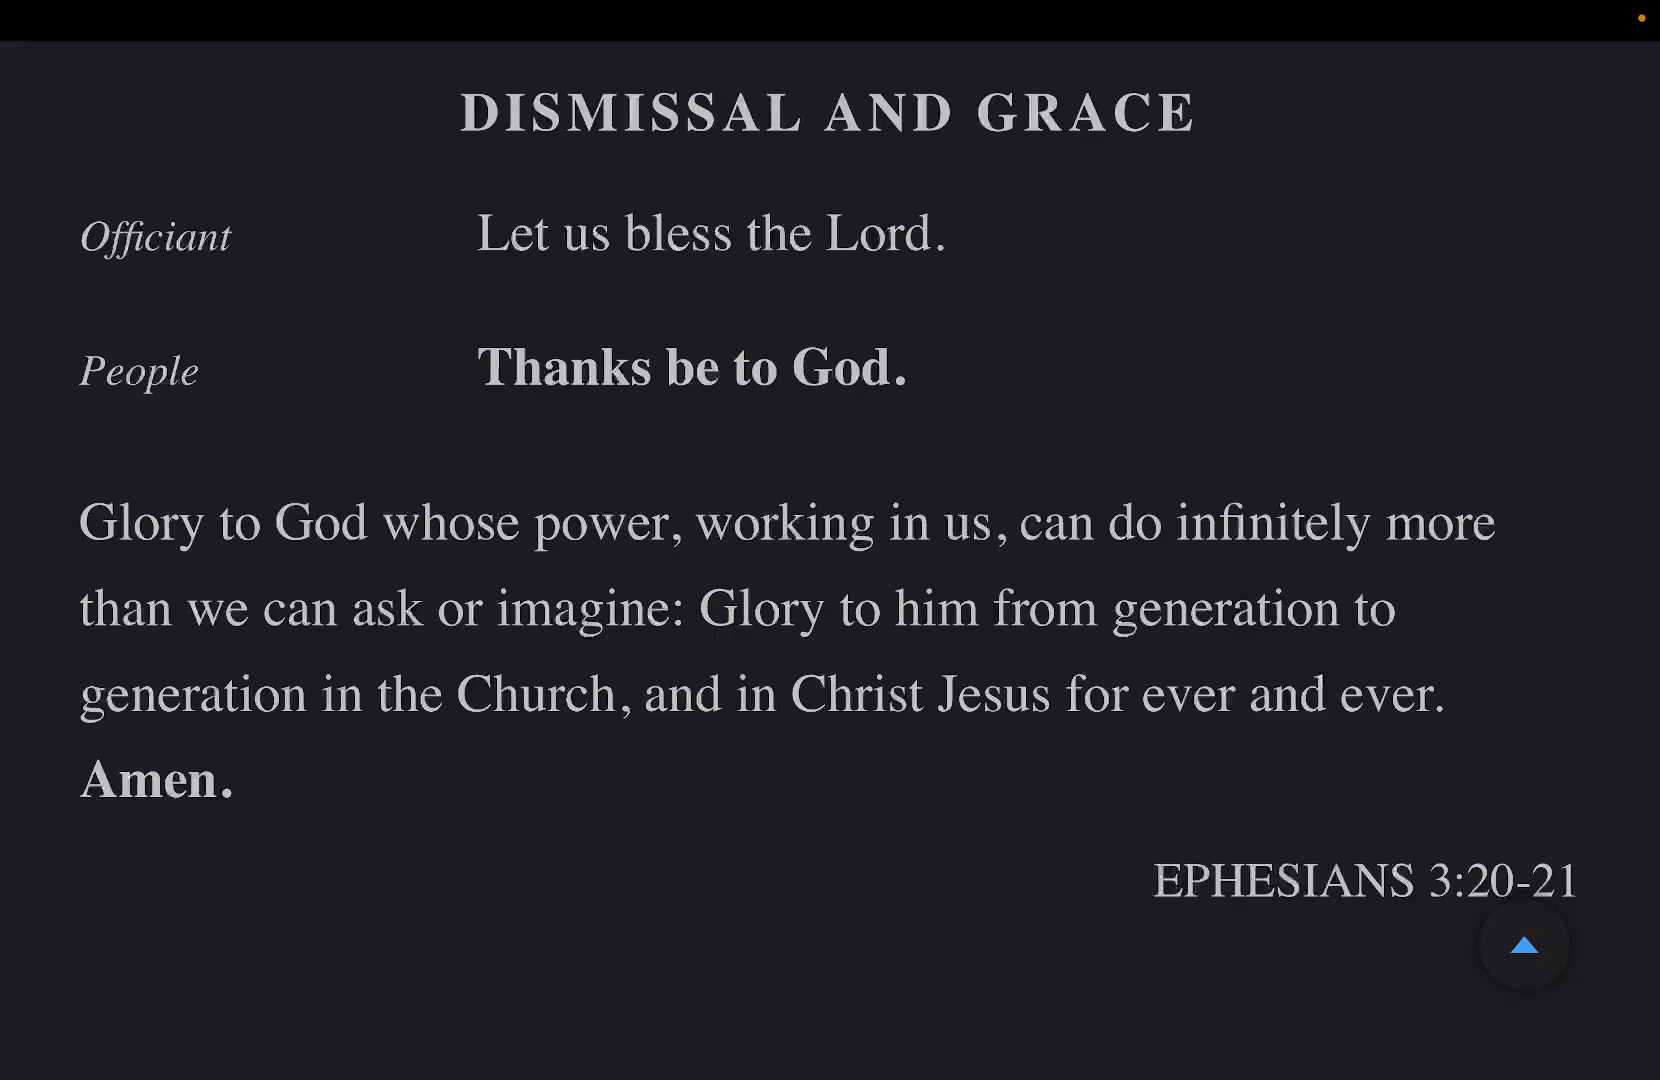 DISMISSAL AND GRACE
Officiant Let us bless the Lord.
People Thanks be to God.
Glory to God whose power, working in us, can do infinitely more
than we can ask or imagine: Glory to him from generation to
generation in the Church, and in Christ Jesus for ever and ever.
Amen.
EPHESIANS 3:20-21